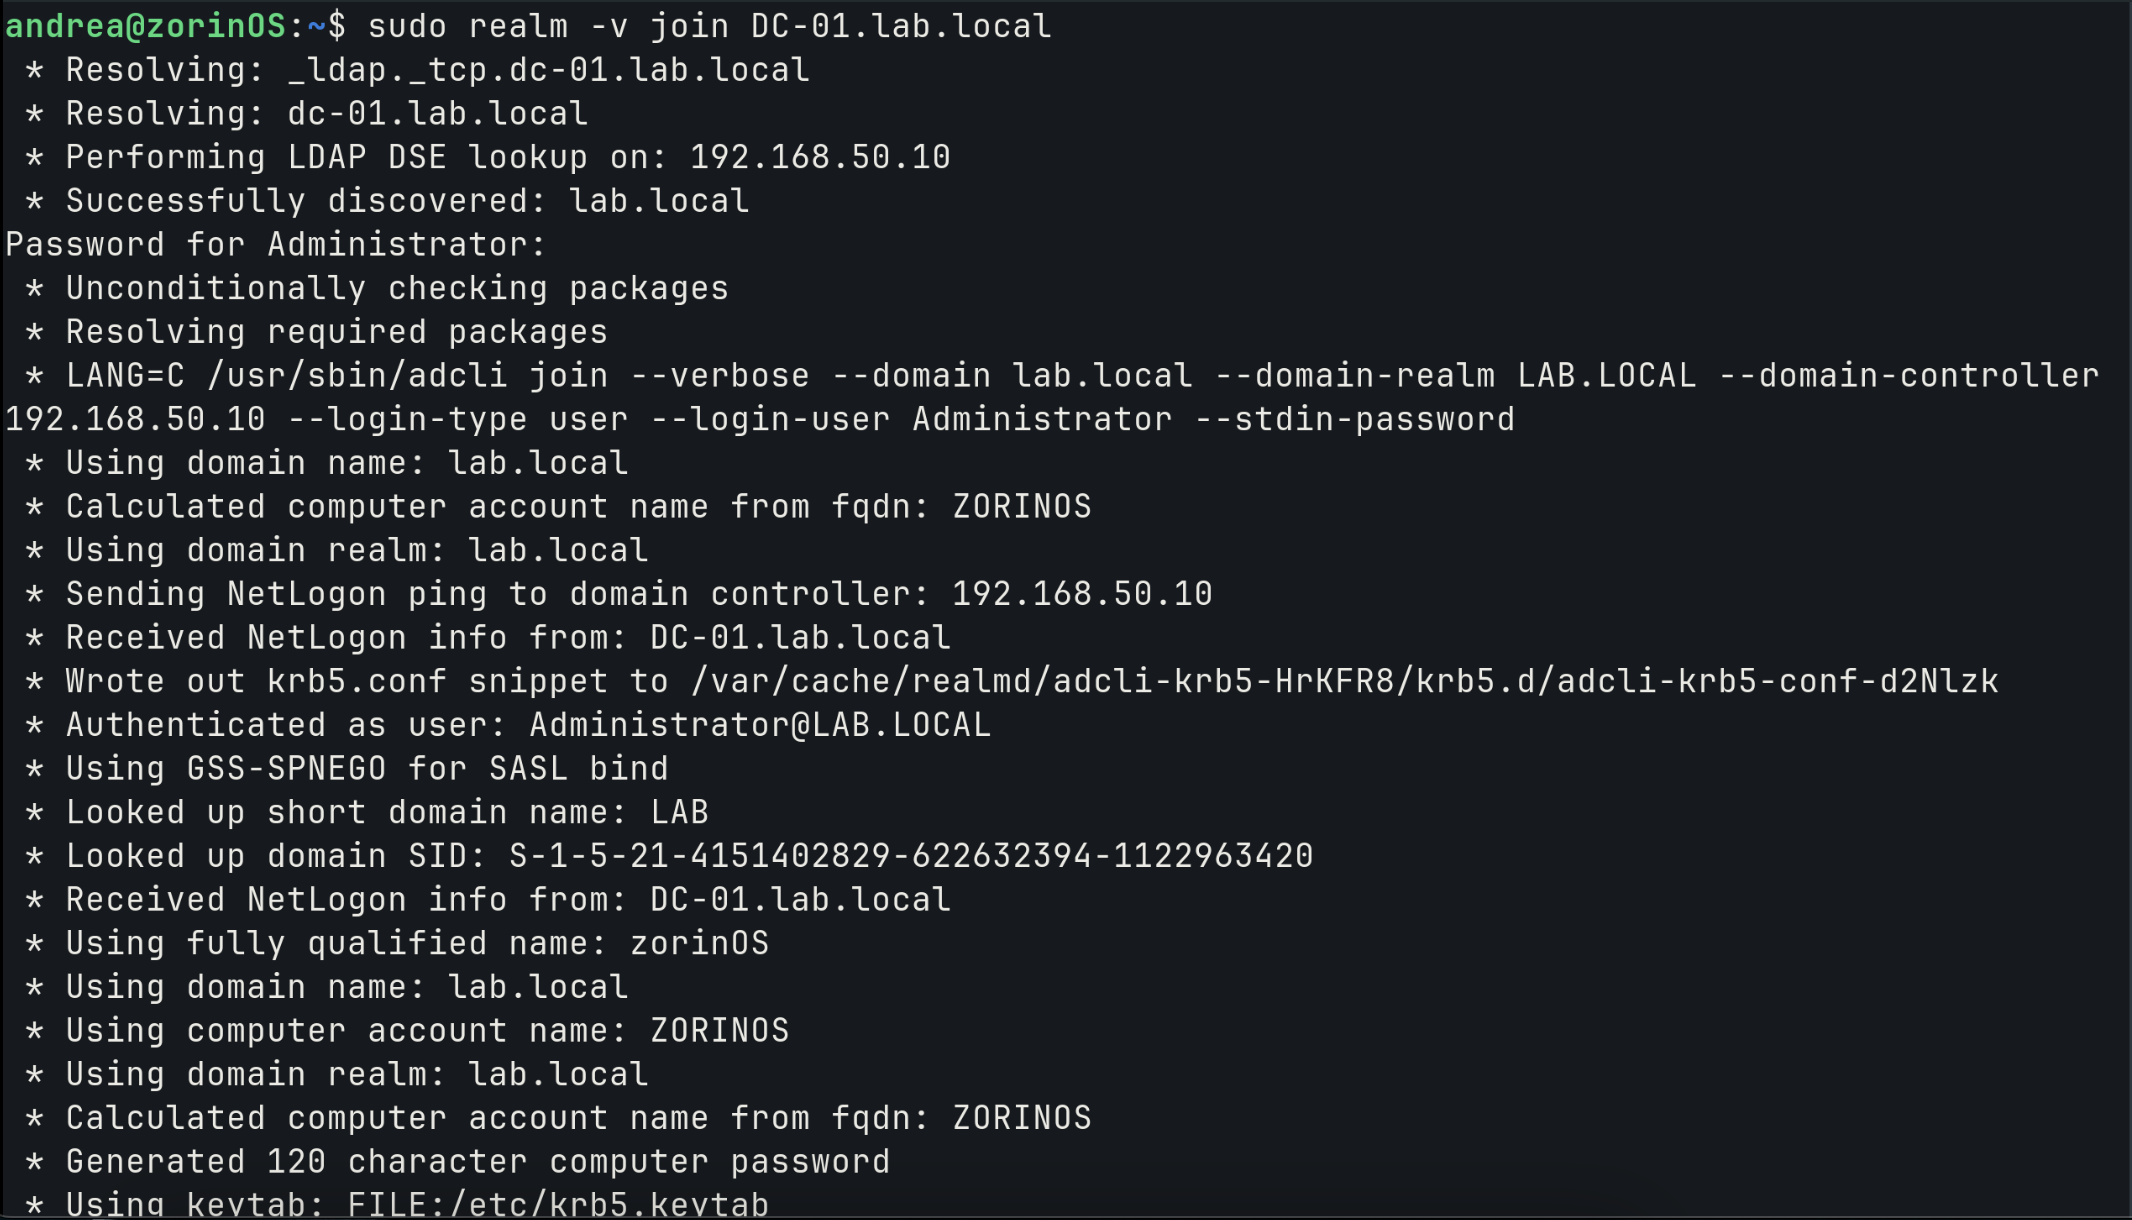 andrea@zorinOS:~$ sudo realm -v join DC-01.lab.local
* Resolving: _ldap._tcp.dc-01.lab.local
* Resolving: dc-01.lab.local
* Performing LDAP DSE lookup on: 192.168.50.10
* Successfully discovered: lab.local
Password for Administrator:
* Unconditionally checking packages
* Resolving required packages
* LANG=C /usr/sbin/adcli join --verbose --domain lab.local --domain-realm LAB.LOCAL --domain-controller
192.168.50.10 --login-type user --login-user Administrator --stdin-password
* Using domain name: lab.local
* Calculated computer account name from fqdn: ZORINOS
* Using domain realm: lab.local
* Sending NetLogon ping to domain controller: 192.168.50.10
* Received NetLogon info from: DC-01.lab.local
* Wrote out krb5.conf snippet to /var/cache/realmd/adcli-krb5-HrKFR8/krb5.d/adcli-krb5-conf-d2Nlzk
* Authenticated as user: Administrator@LAB.LOCAL
* Using GSS-SPNEGO for SASL bind
* Looked up short domain name: LAB
* Looked up domain SID: S-1-5-21-4151402829-622632394-1122963420
* Received NetLogon info from: DC-01.lab.local
* Using fully qualified name: zorinOS
* Using domain name: lab.local
* Using computer account name: ZORINOS
* Using domain realm: lab.local
* Calculated computer account name from fqdn: ZORINOS
* Generated 120 character computer password
* Using keytab: FILE:/etc/krb5.keytab